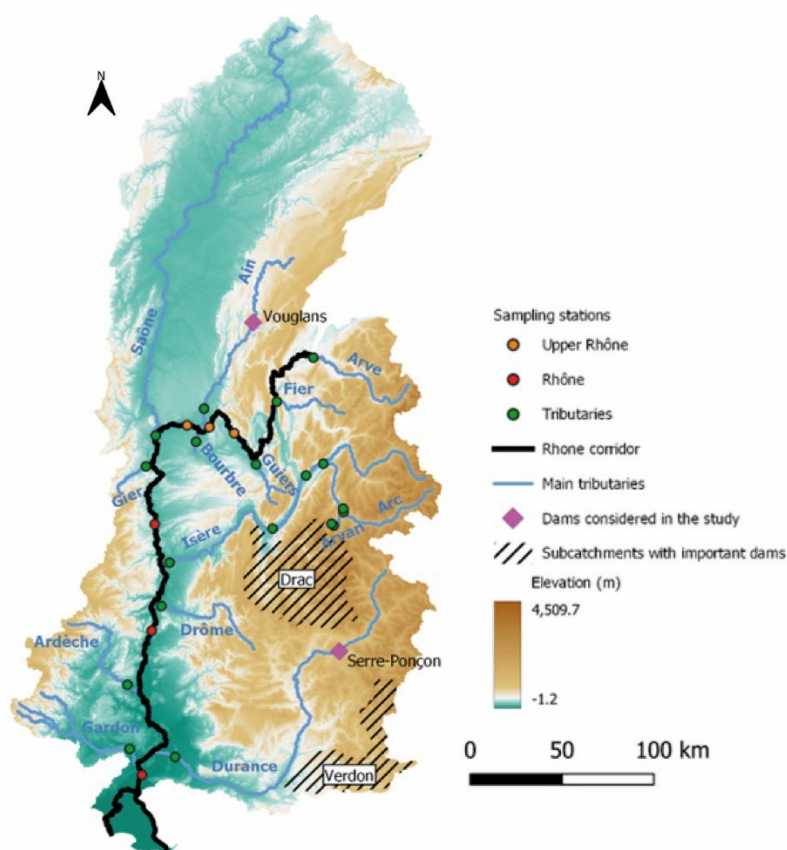 N
Ain
Vouglans
Saône
Arve
Fier
Bourbre
Guiers
Gier
Isère
Arc
Arvan
Drac
Drôme
Ardèche
Serre-Ponçon
Gardon
Durance
Verdon
Sampling stations
Upper Rhône
Rhône
Tributaries
Rhone corridor
Main tributaries
Dams considered in the study
Subcatchments with important dams
Elevation (m)
4,509.7
-1.2
0 50 100 km